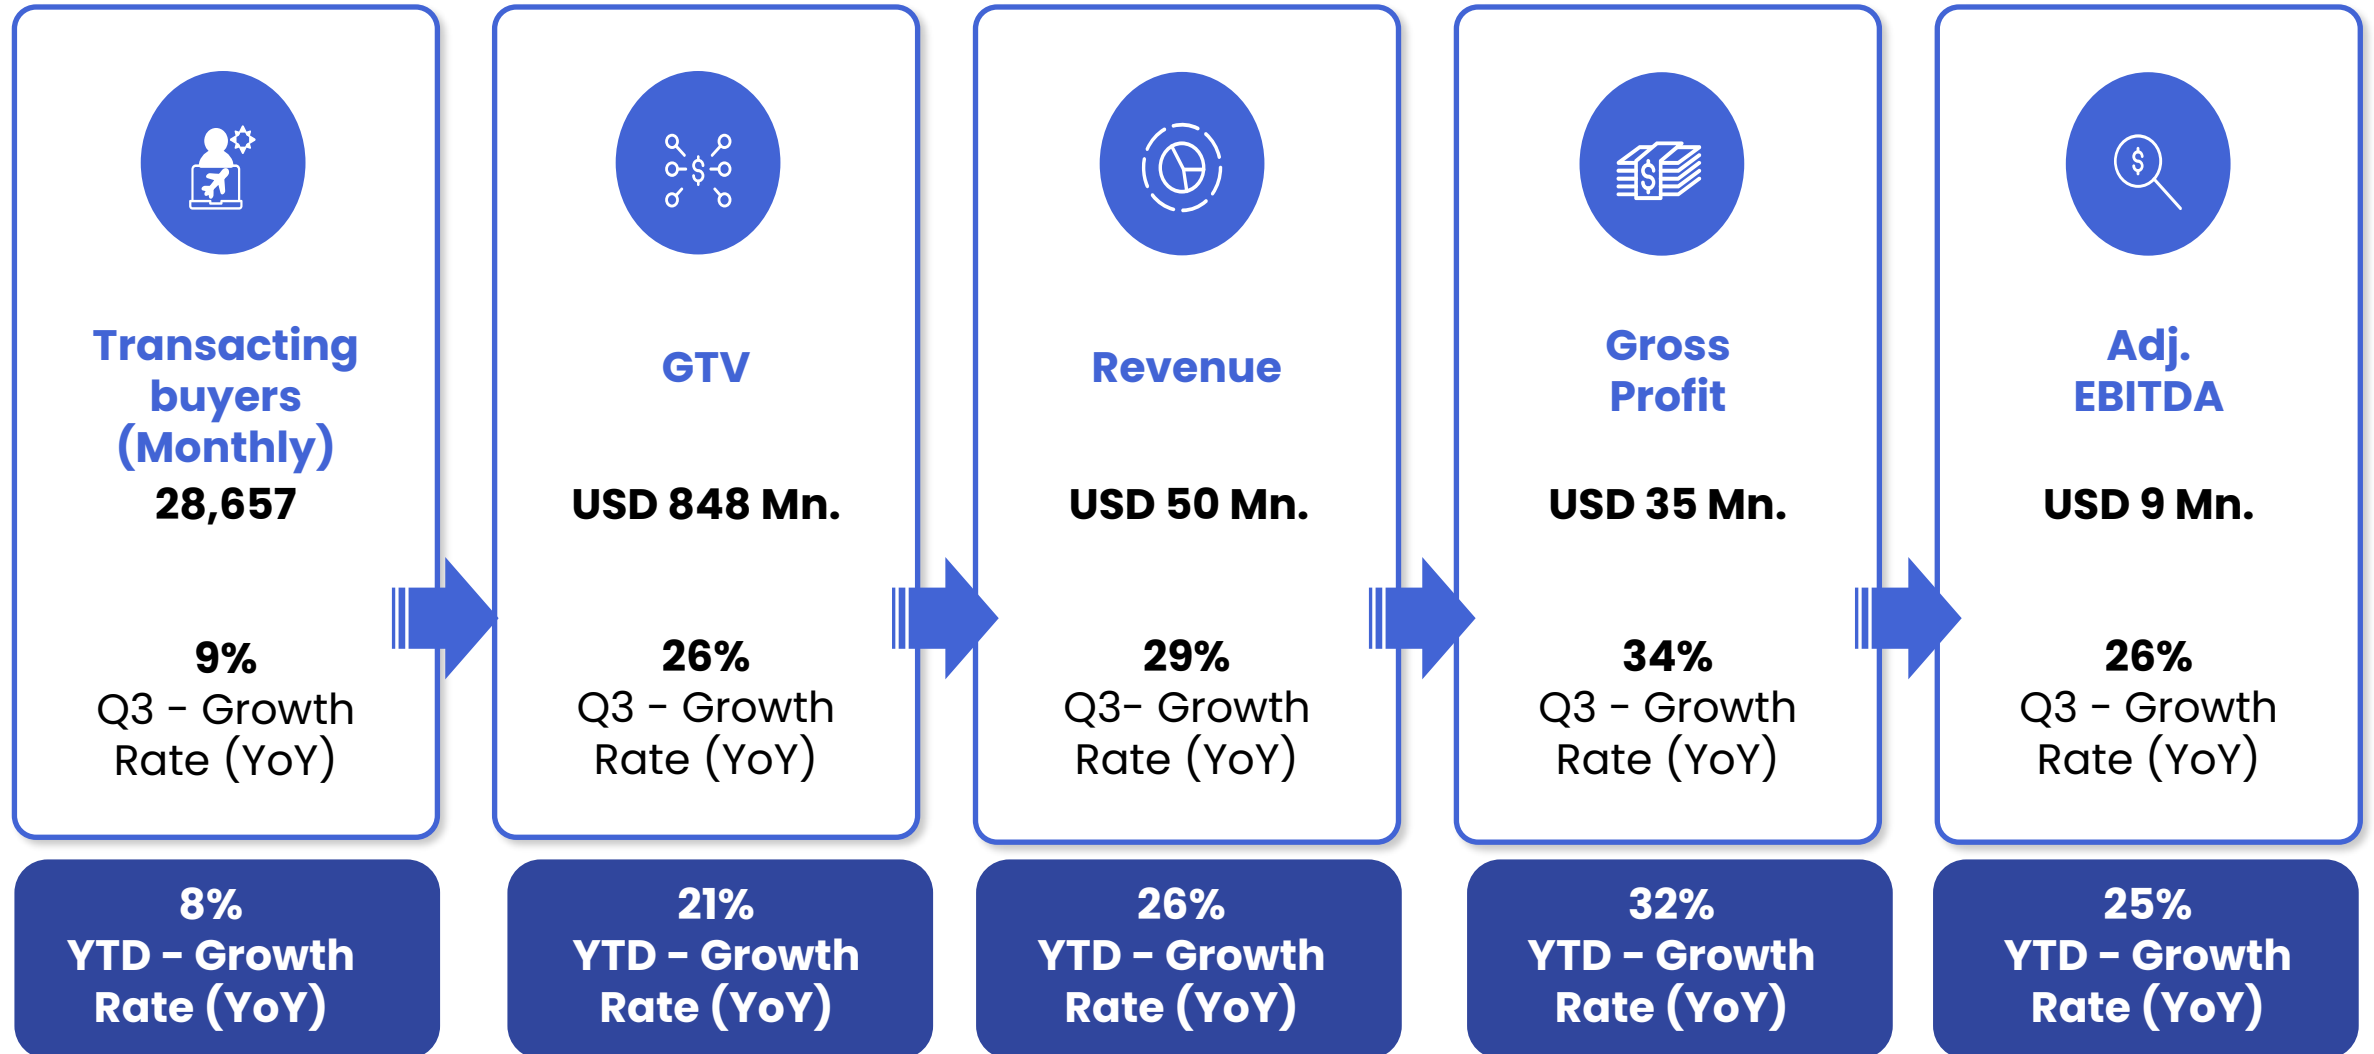 Transacting
buyers
(Monthly)
28,657
9%
Q3 - Growth
Rate (YoY)
8%
YTD - Growth
Rate (YoY)
GTV
USD 848 Mn.
26%
Q3 - Growth
Rate (YoY)
21%
YTD - Growth
Rate (YoY)
Revenue
USD 50 Mn.
29%
Q3- Growth
Rate (YoY)
26%
YTD - Growth
Rate (YoY)
Gross
Profit
USD 35 Mn.
34%
Q3 - Growth
Rate (YoY)
32%
YTD - Growth
Rate (YoY)
Adj.
EBITDA
USD 9 Mn.
26%
Q3 - Growth
Rate (YoY)
25%
YTD - Growth
Rate (YoY)